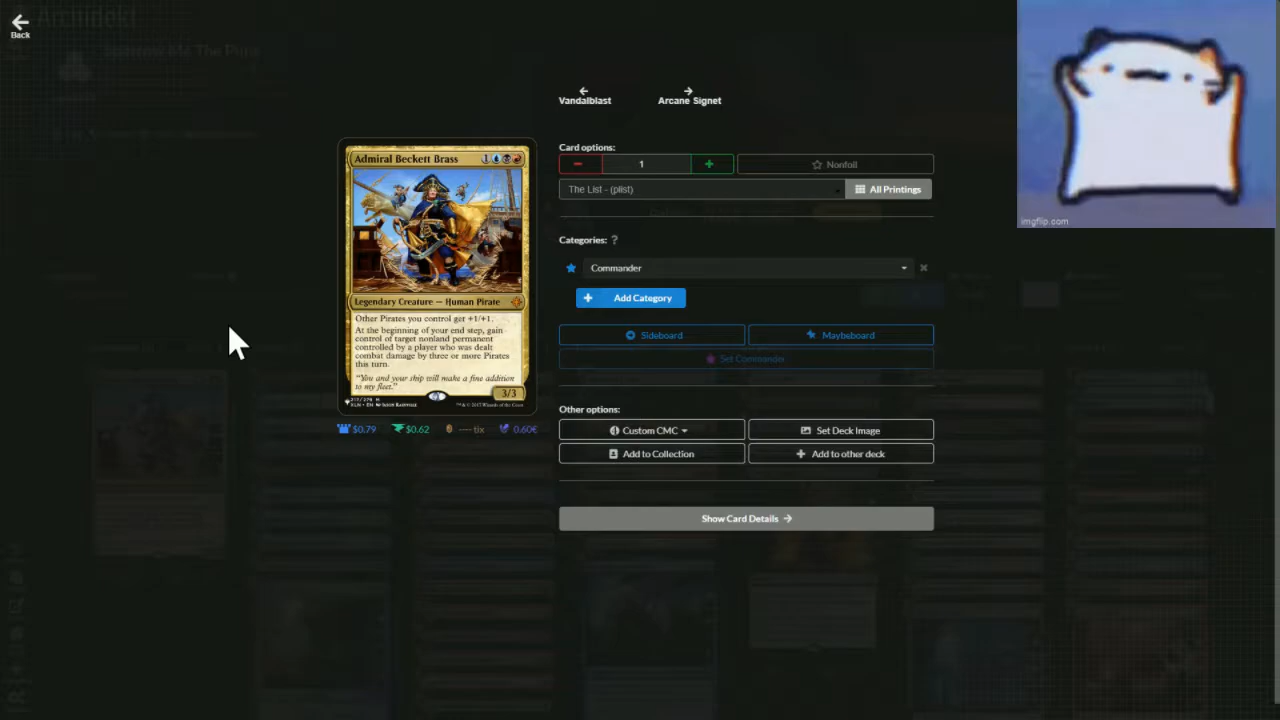 Archidekt
Back
Vandalblast
Arcane Signet
Card options:
1
Nonfoil
The List - (plist)
All Printings
Categories: ?
Commander
Add Category
Sideboard
Maybeboard
Set Commander
Other options:
Custom CMC
Set Deck Image
Add to Collection
Add to other deck
Show Card Details
Admiral Beckett Brass
1
Legendary Creature — Human Pirate
Other Pirates you control get +1/+1.
At the beginning of your end step, gain
control of target nonland permanent
controlled by a player who was dealt
combat damage by three or more Pirates
this turn.
"You and your ship will make a fine addition
to my fleet."
3/3
$0.79
$0.62
---- tix
0.60€
imgflip.com